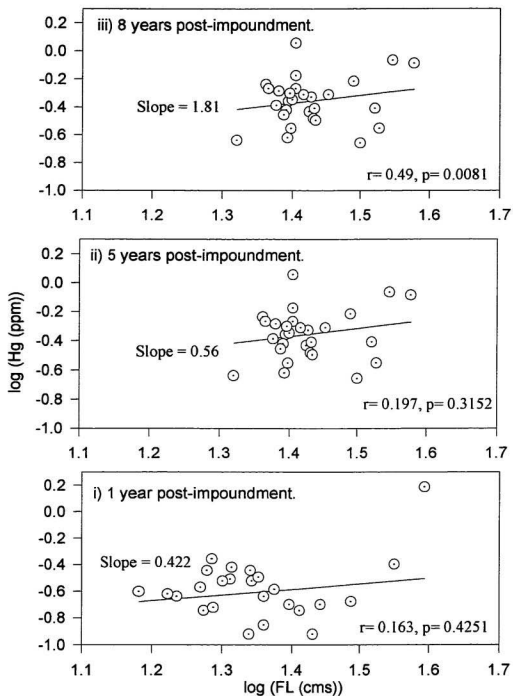 iii) 8 years post-impoundment.
0.2
0.0
-0.2
-0.4
-0.6
-0.8
-1.0
Slope = 1.81
r= 0.49, p= 0.0081
1.1 1.2 1.3 1.4 1.5 1.6 1.7
ii) 5 years post-impoundment.
0.2
0.0
-0.2
-0.4
-0.6
-0.8
-1.0
log (Hg (ppm))
Slope = 0.56
r= 0.197, p= 0.3152
1.1 1.2 1.3 1.4 1.5 1.6 1.7
i) 1 year post-impoundment.
0.2
0.0
-0.2
-0.4
-0.6
-0.8
-1.0
Slope = 0.422
r= 0.163, p= 0.4251
1.1 1.2 1.3 1.4 1.5 1.6 1.7
log (FL (cms))